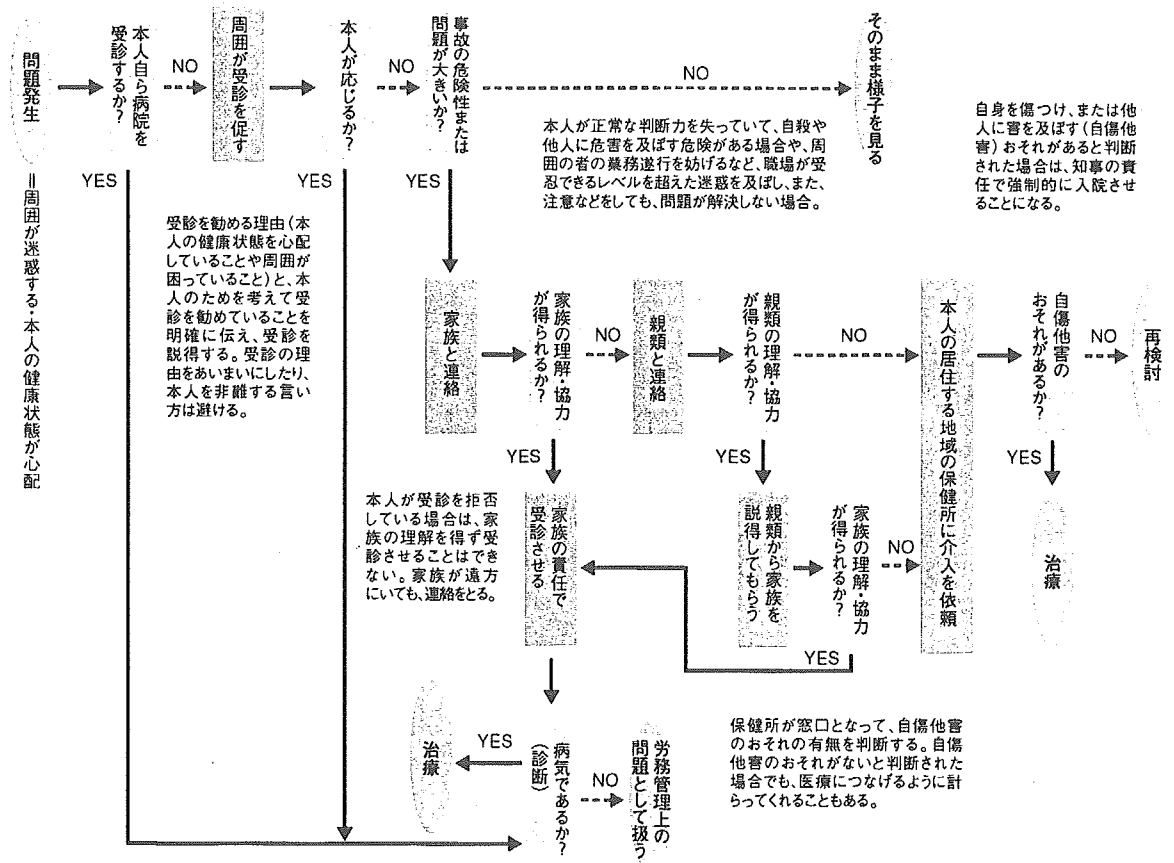 問題発生
＝周囲が迷惑する・本人の健康状態が心配
本人自ら病院を
受診するか？
NO
YES
周囲が受診を促す
受診を勧める理由（本
人の健康状態を心配
していることや周囲が
困っていること）と、本
人のためを考えて受
診を勧めていることを
明確に伝え、受診を
説得する。受診の理
由をあいまいにしたり、
本人を非難する言い
方は避ける。
本人が応じるか？
NO
YES
事故の危険性または
問題が大きいか？
NO
YES
そのまま様子を見る
本人が正常な判断力を失っていて、自殺や
他人に危害を及ぼす危険がある場合や、周
囲の者の業務遂行を妨げるなど、職場が受
忍できるレベルを超えた迷惑を及ぼし、また、
注意などをしても、問題が解決しない場合。
自身を傷つけ、または他
人に害を及ぼす（自傷他
害）おそれがあると判断
された場合は、知事の責
任で強制的に入院させ
ることになる。
家族と連絡
家族の理解・協力
が得られるか？
NO
YES
親類と連絡
親類の理解・協力
が得られるか？
NO
YES
本人の居住する地域の保健所に介入を依頼
自傷他害の
おそれがあるか？
NO
YES
再検討
治療
本人が受診を拒否
している場合は、家
族の理解を得ず受
診させることはでき
ない。家族が遠方
にいても、連絡をとる。
家族の責任で
受診させる
親類から家族を
説得してもらう
家族の理解・協力
が得られるか？
NO
YES
病気であるか？
（診断）
YES
NO
治療
労務管理上の
問題として扱う
保健所が窓口となって、自傷他害
のおそれの有無を判断する。自傷
他害のおそれがないと判断された
場合でも、医療につなげるように計
らってくれることもある。